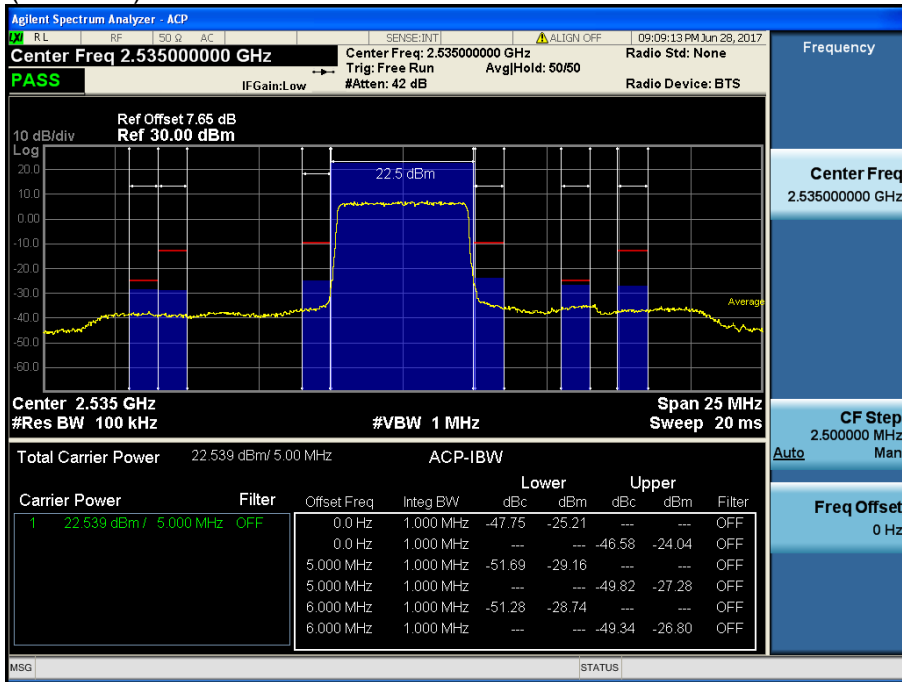 Agilent Spectrum Analyzer - ACP
LXI RL RF 50 Ω AC SENSE:INT ALIGN OFF 09:09:13 PM Jun 28, 2017
Center Freq 2.535000000 GHz Center Freq: 2.535000000 GHz Radio Std: None
Trig: Free Run Avg|Hold: 50/50
PASS IFGain:Low #Atten: 42 dB Radio Device: BTS
Frequency
Ref Offset 7.65 dB
10 dB/div Ref 30.00 dBm
Log
20.0
22.5 dBm
10.0
0.00
-10.0
-20.0
-30.0
Average
-40.0
-50.0
-60.0
Center Freq
2.535000000 GHz
Center 2.535 GHz Span 25 MHz
#Res BW 100 kHz #VBW 1 MHz Sweep 20 ms
CF Step
2.500000 MHz
Auto Man
Total Carrier Power 22.539 dBm/ 5.00 MHz ACP-IBW
Lower Upper
Carrier Power Filter Offset Freq Integ BW dBc dBm dBc dBm Filter
1 22.539 dBm / 5.000 MHz OFF 0.0 Hz 1.000 MHz -47.75 -25.21 --- --- OFF
0.0 Hz 1.000 MHz --- --- -46.58 -24.04 OFF
5.000 MHz 1.000 MHz -51.69 -29.16 --- --- OFF
5.000 MHz 1.000 MHz --- --- -49.82 -27.28 OFF
6.000 MHz 1.000 MHz -51.28 -28.74 --- --- OFF
6.000 MHz 1.000 MHz --- --- -49.34 -26.80 OFF
Freq Offset
0 Hz
MSG STATUS